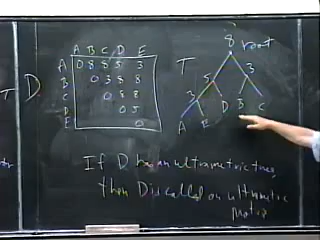 A B C D E
A 0 8 8 5 3
B 0 3 8 8
C 0 8 8
D 0 5
E 0
T D
T
8 root
5 3
3 3
A E D B C
If D has an ultrametric tree,
then D is called an ultrametric
matrix